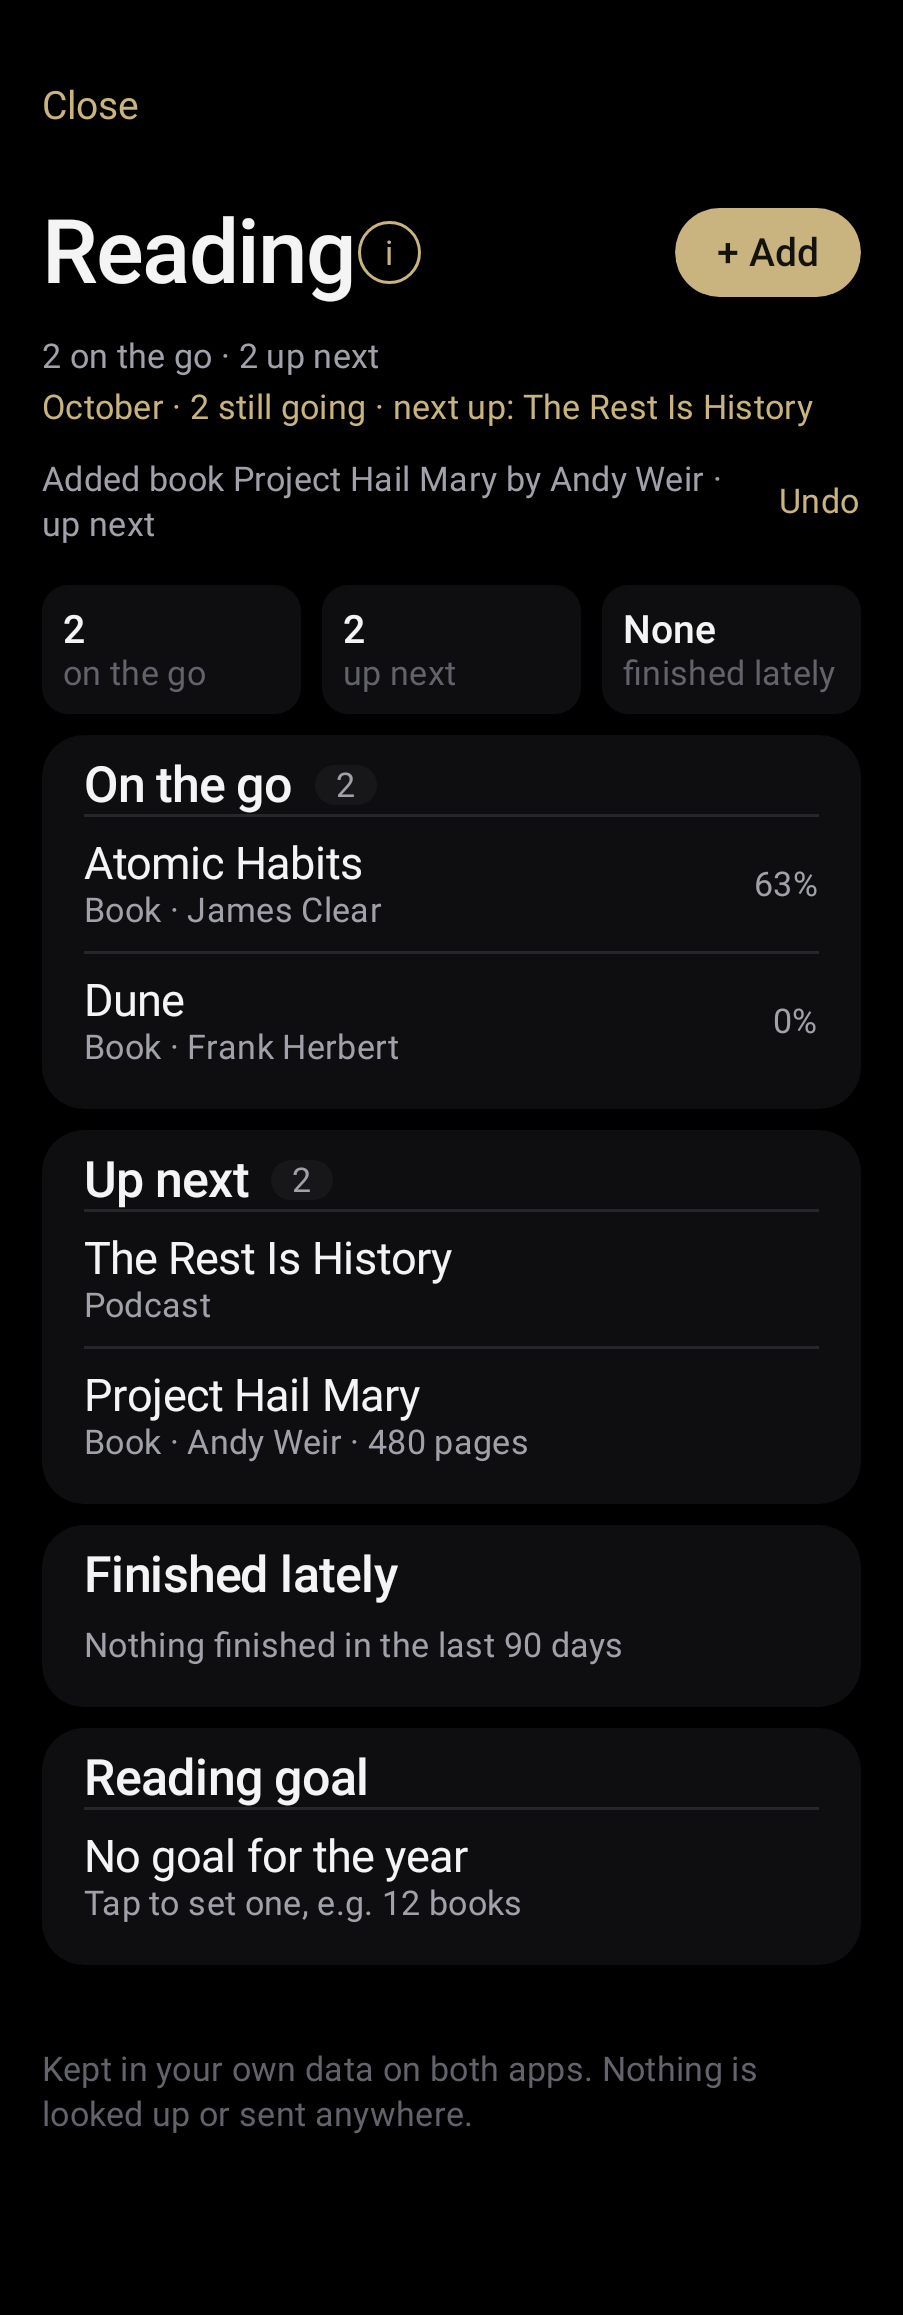 Close
Reading
i
+ Add
2 on the go · 2 up next
October · 2 still going · next up: The Rest Is History
Added book Project Hail Mary by Andy Weir ·
up next
Undo
2
on the go
2
up next
None
finished lately
On the go 2
Atomic Habits
Book · James Clear
63%
Dune
Book · Frank Herbert
0%
Up next 2
The Rest Is History
Podcast
Project Hail Mary
Book · Andy Weir · 480 pages
Finished lately
Nothing finished in the last 90 days
Reading goal
No goal for the year
Tap to set one, e.g. 12 books
Kept in your own data on both apps. Nothing is
looked up or sent anywhere.